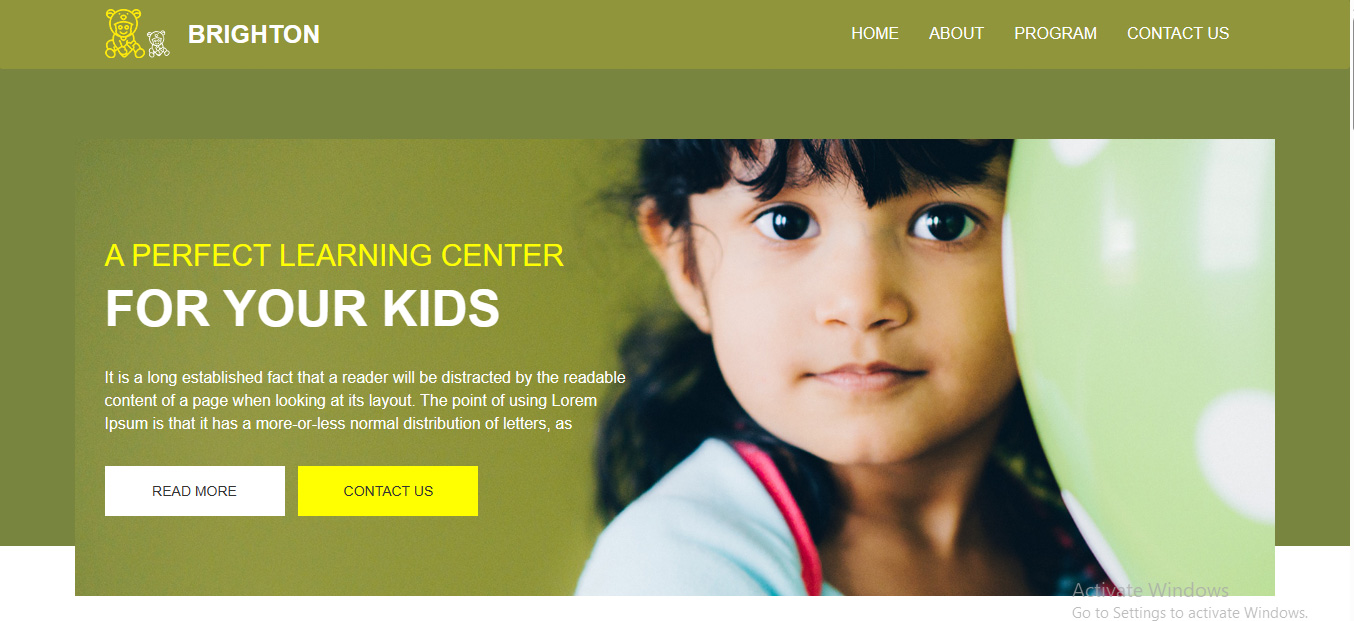 BRIGHTON
HOME ABOUT PROGRAM CONTACT US
A PERFECT LEARNING CENTER
FOR YOUR KIDS
It is a long established fact that a reader will be distracted by the readable
content of a page when looking at its layout. The point of using Lorem
Ipsum is that it has a more-or-less normal distribution of letters, as
READ MORE
CONTACT US
Activate Windows
Go to Settings to activate Windows.